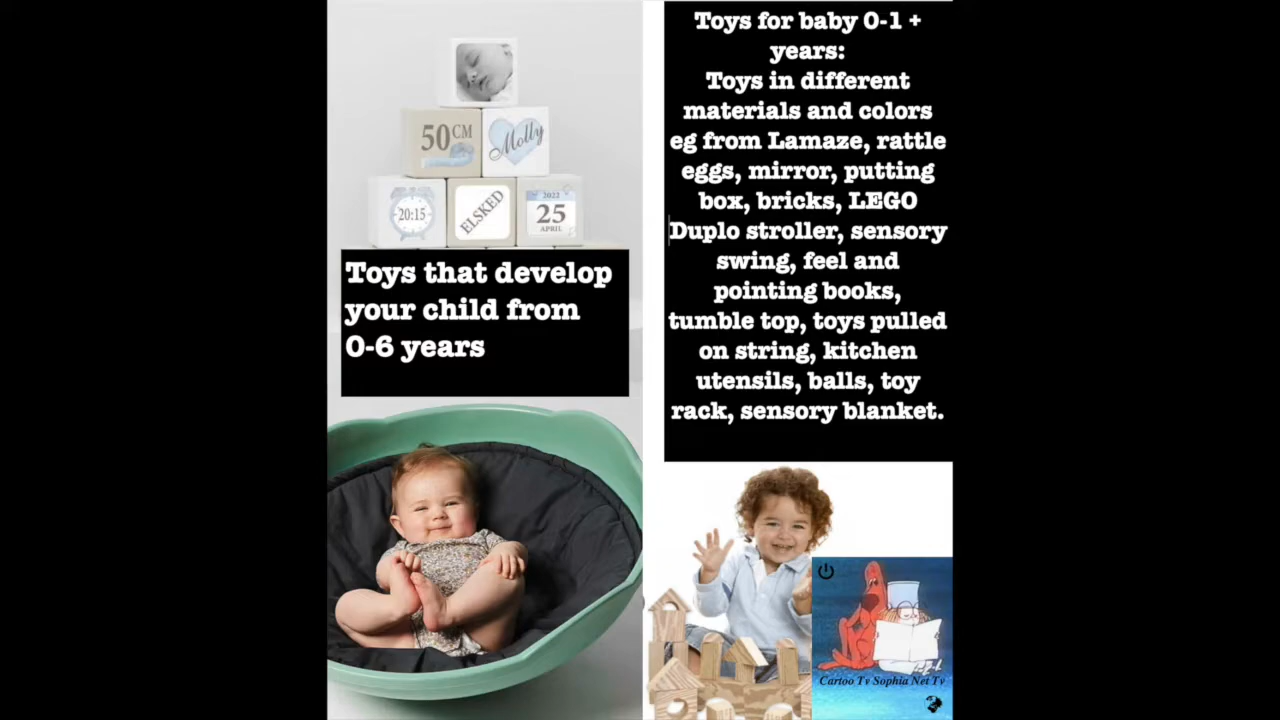 50CM
Molly
20:15
ELSKED
2022
25
APRIL
Toys that develop
your child from
0-6 years
Toys for baby 0-1 +
years:
Toys in different
materials and colors
eg from Lamaze, rattle
eggs, mirror, putting
box, bricks, LEGO
Duplo stroller, sensory
swing, feel and
pointing books,
tumble top, toys pulled
on string, kitchen
utensils, balls, toy
rack, sensory blanket.
Cartoo Tv Sophia Net Tv